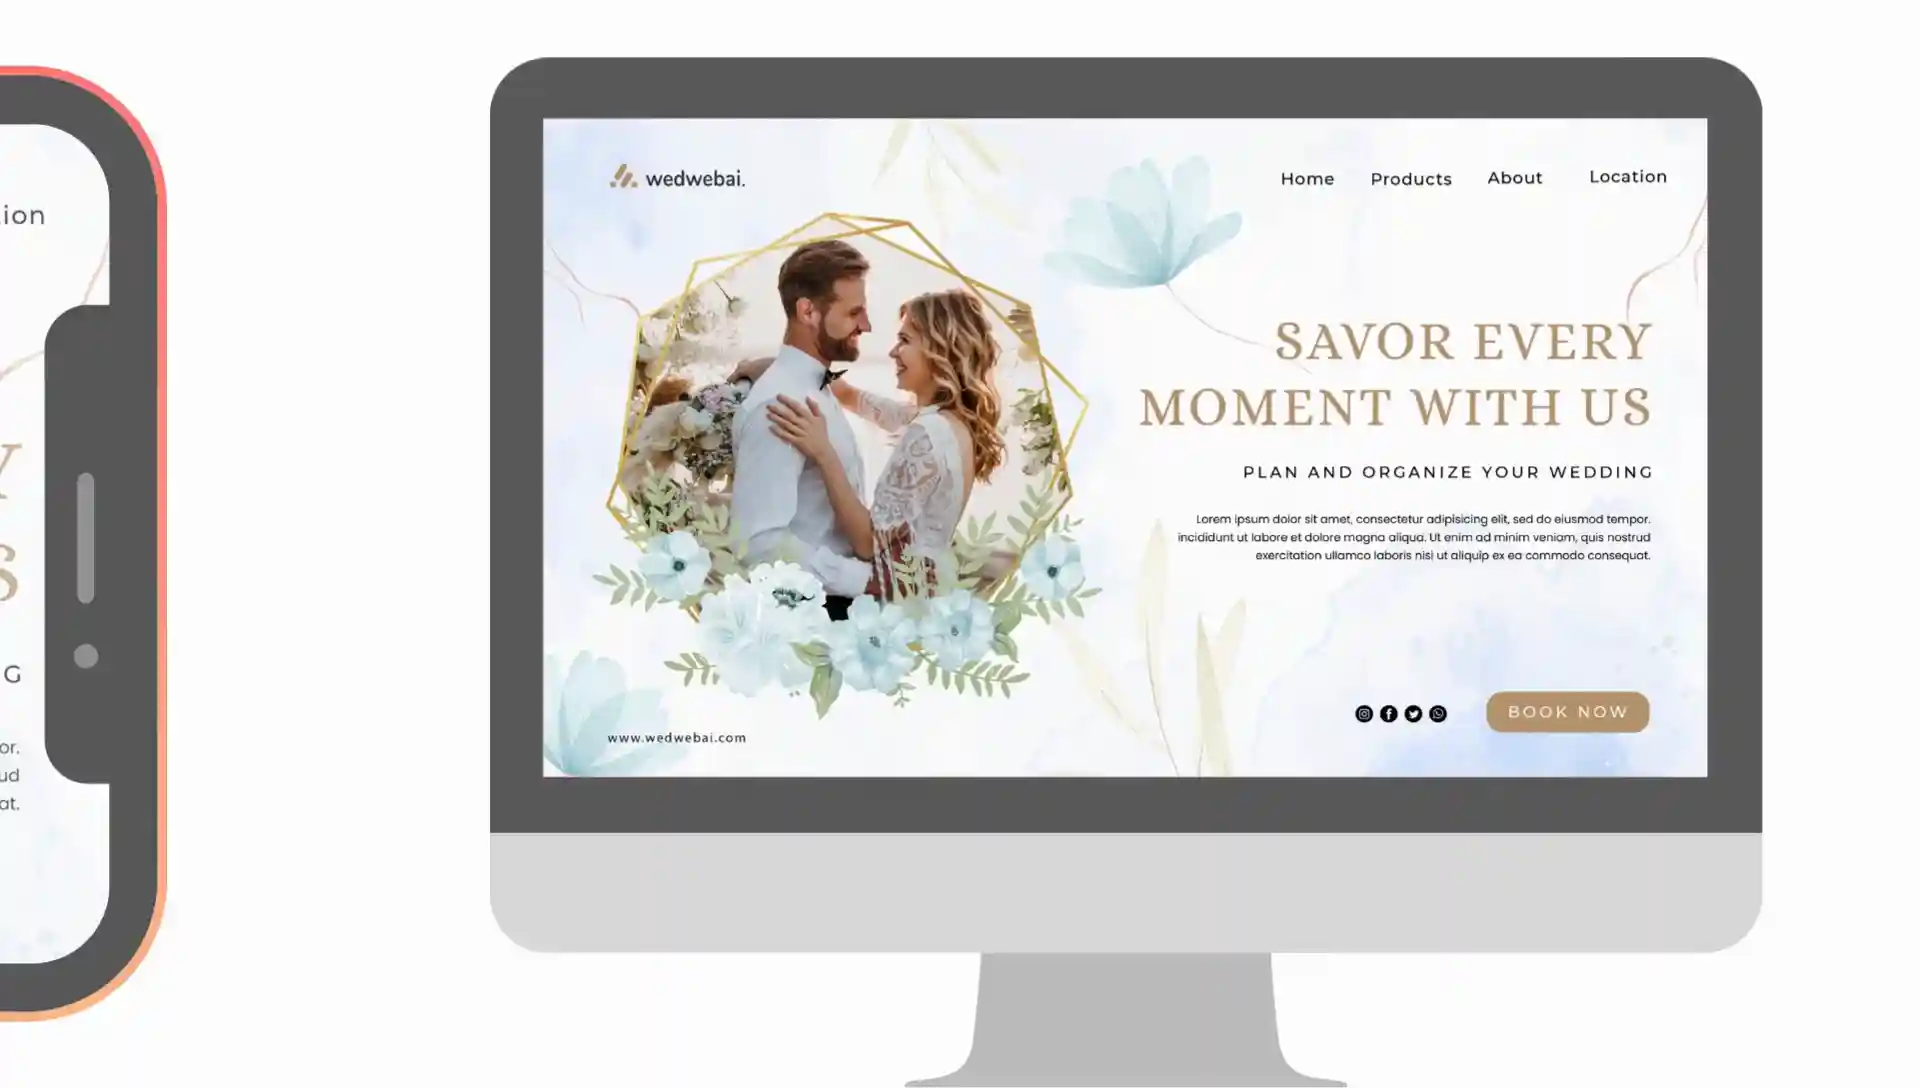 ion
Y
S
G
or.
ud
at.
wedwebai.
Home Products About Location
SAVOR EVERY
MOMENT WITH US
PLAN AND ORGANIZE YOUR WEDDING
Lorem ipsum dolor sit amet, consectetur adipisicing elit, sed do eiusmod tempor.
incididunt ut labore et dolore magna aliqua. Ut enim ad minim veniam, quis nostrud
exercitation ullamco laboris nisi ut aliquip ex ea commodo consequat.
BOOK NOW
www.wedwebai.com